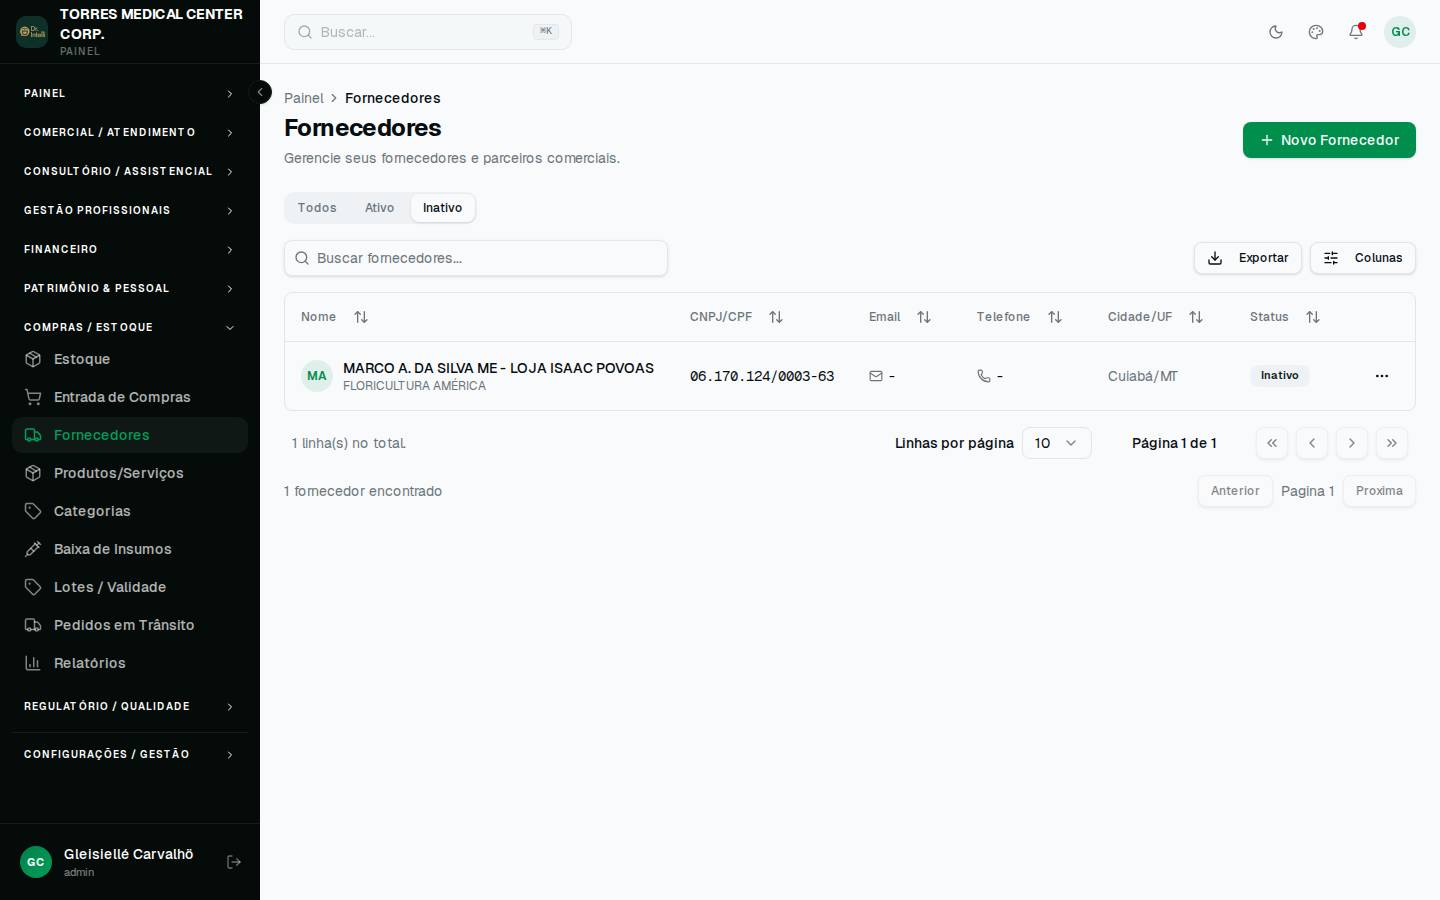 TORRES MEDICAL CENTER
CORP.
PAINEL
PAINEL
COMERCIAL / ATENDIMENTO
CONSULTÓRIO / ASSISTENCIAL
GESTÃO PROFISSIONAIS
FINANCEIRO
PATRIMÔNIO & PESSOAL
COMPRAS / ESTOQUE
Estoque
Entrada de Compras
Fornecedores
Produtos/Serviços
Categorias
Baixa de Insumos
Lotes / Validade
Pedidos em Trânsito
Relatórios
REGULATÓRIO / QUALIDADE
CONFIGURAÇÕES / GESTÃO
GC
Gleisiellé Carvalhö
admin
Buscar...
⌘K
GC
Painel > Fornecedores
Fornecedores
Gerencie seus fornecedores e parceiros comerciais.
Novo Fornecedor
Todos Ativo Inativo
Buscar fornecedores...
Exportar Colunas
Nome CNPJ/CPF Email Telefone Cidade/UF Status
MA MARCO A. DA SILVA ME - LOJA ISAAC POVOAS 06.170.124/0003-63 - - Cuiabá/MT Inativo
FLORICULTURA AMÉRICA
1 linha(s) no total. Linhas por página 10 Página 1 de 1
1 fornecedor encontrado Anterior Pagina 1 Proxima